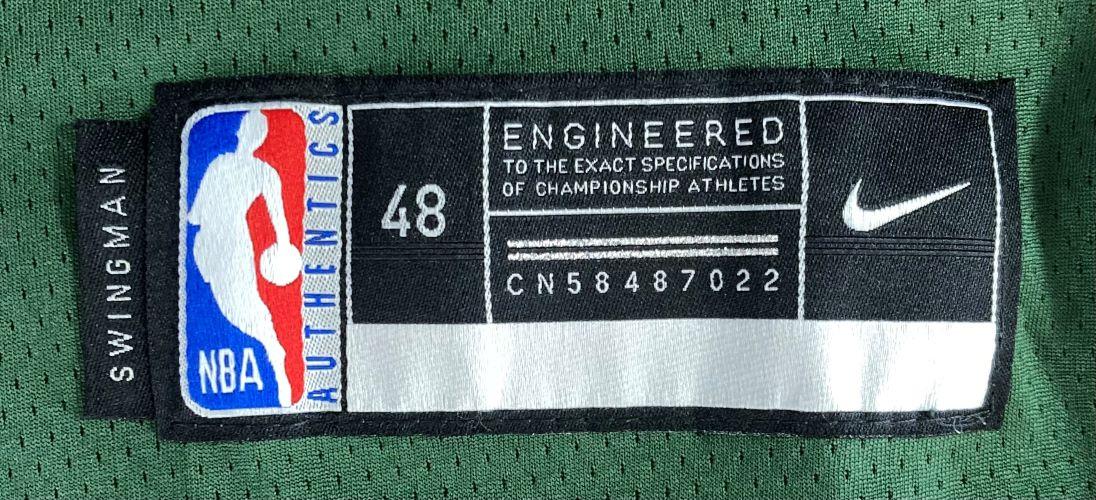 SWINGMAN
NBA
AUTHENTICS
48
ENGINEERED
TO THE EXACT SPECIFICATIONS
OF CHAMPIONSHIP ATHLETES
CN58487022